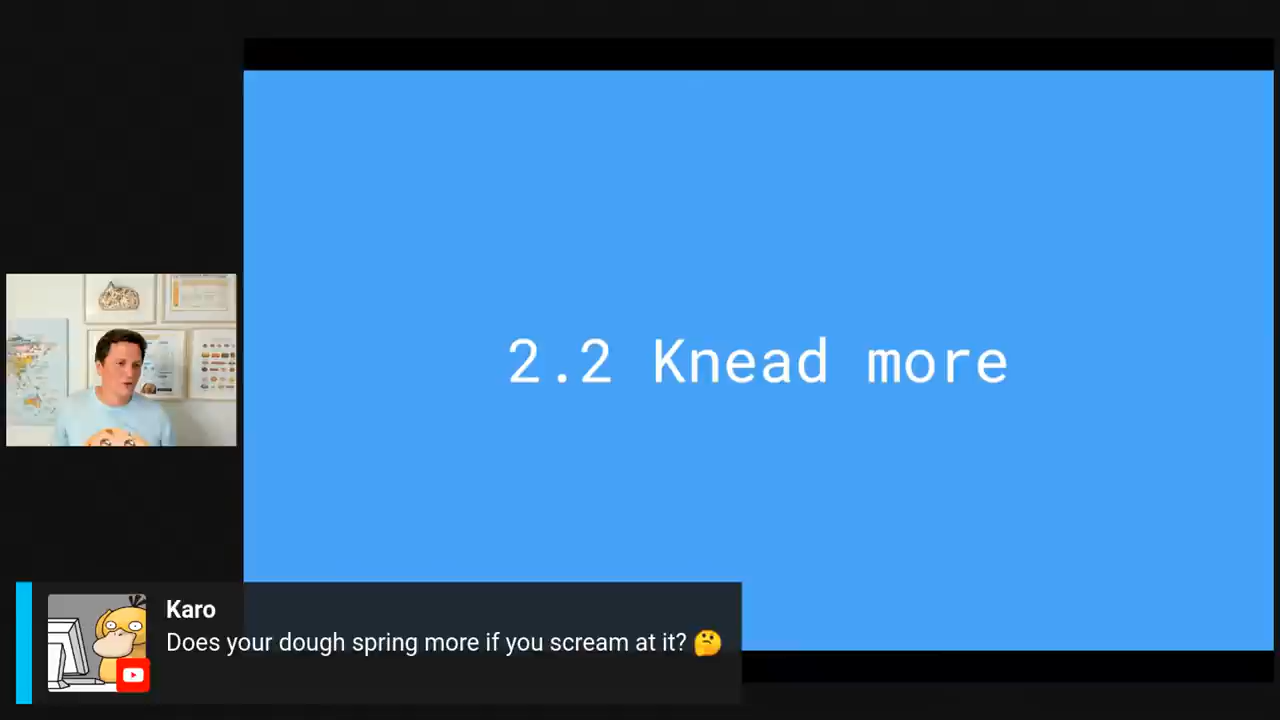 2.2 Knead more
Karo
Does your dough spring more if you scream at it? 🤔